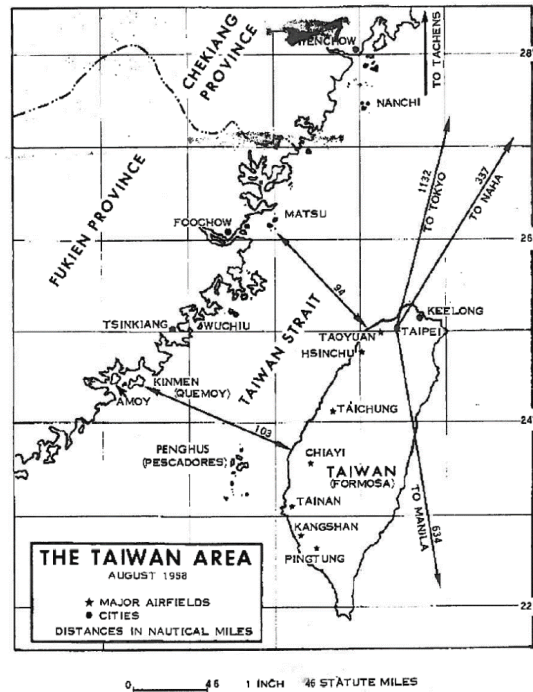 WENCHOW
28
CHEKIANG
PROVINCE
TO TACHENS
NANCHI
1132
TO TOKYO
337
TO NAHA
FUKIEN PROVINCE
MATSU
FOOCHOW
26
94
KEELONG
TSINKIANG
WUCHIU
TAIWAN STRAIT
TAOYUAN
TAIPEI
HSINCHU
KINMEN
(QUEMOY)
AMOY
TAICHUNG
24
103
PENGHUS
(PESCADORES)
CHIAYI
TAIWAN
(FORMOSA)
TAINAN
TO MANILA
634
KANGSHAN
PINGTUNG
THE TAIWAN AREA
AUGUST 1958
MAJOR AIRFIELDS
CITIES
DISTANCES IN NAUTICAL MILES
22
0 46 1 INCH 46 STATUTE MILES